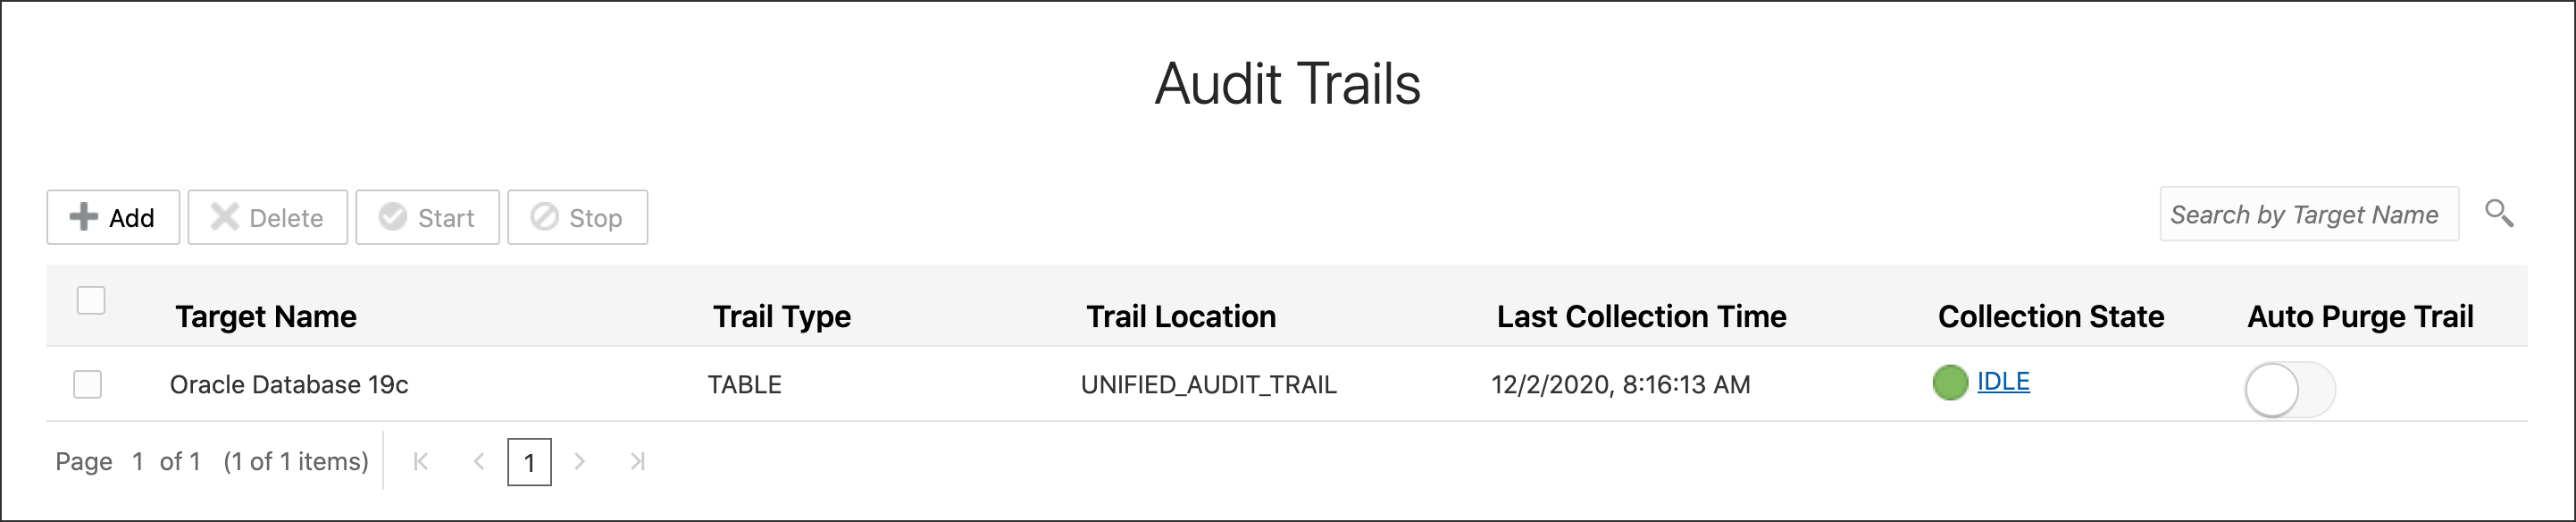 Audit Trails
Add Delete Start Stop Search by Target Name
Target Name Trail Type Trail Location Last Collection Time Collection State Auto Purge Trail
Oracle Database 19c TABLE UNIFIED_AUDIT_TRAIL 12/2/2020, 8:16:13 AM IDLE
Page 1 of 1 (1 of 1 items) 1